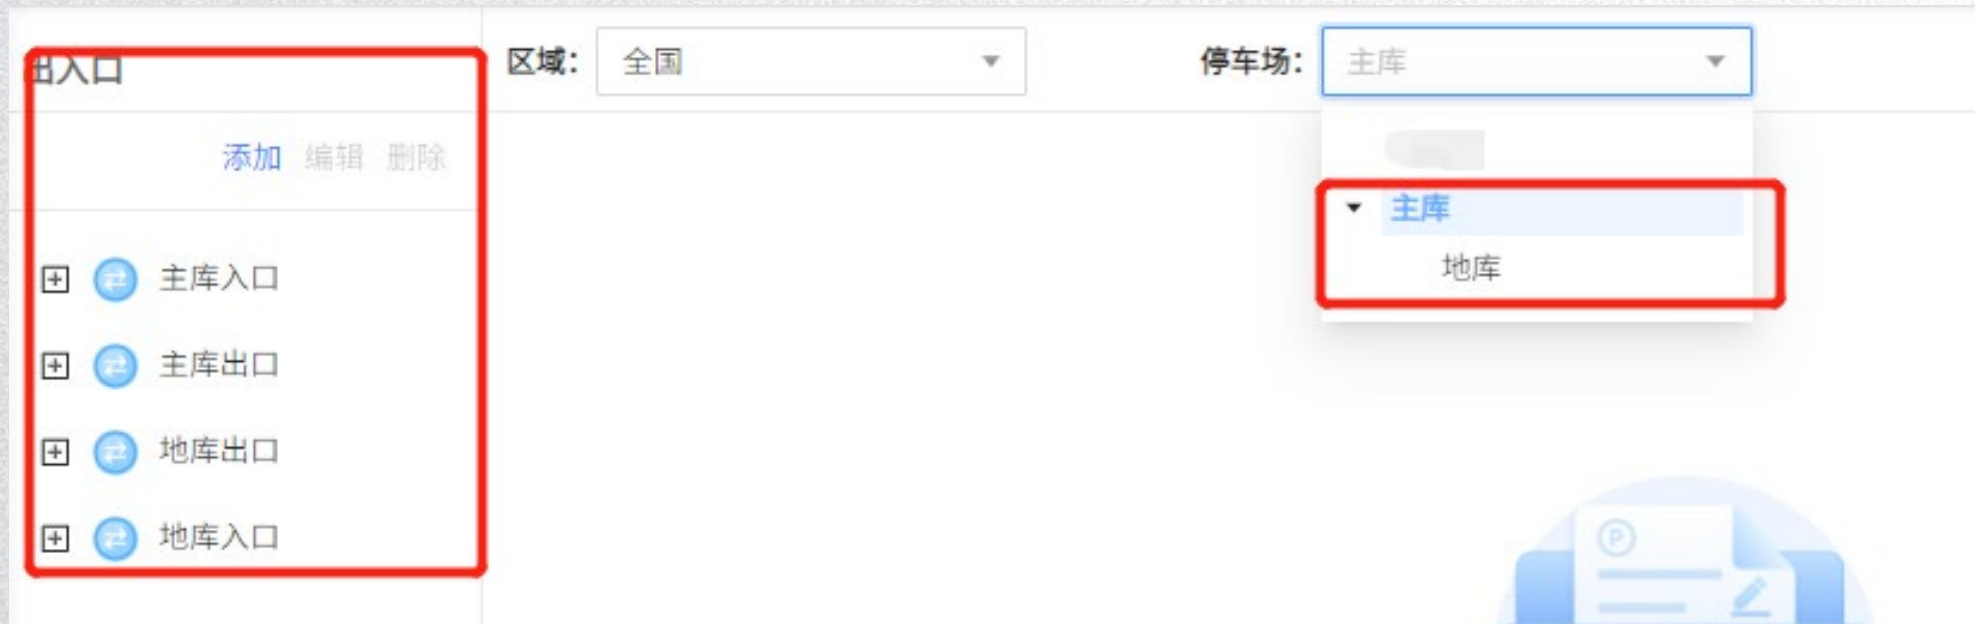 出入口
区域: 全国
停车场: 主库
添加 编辑 删除
主库
地库
主库入口
主库出口
地库出口
地库入口
P